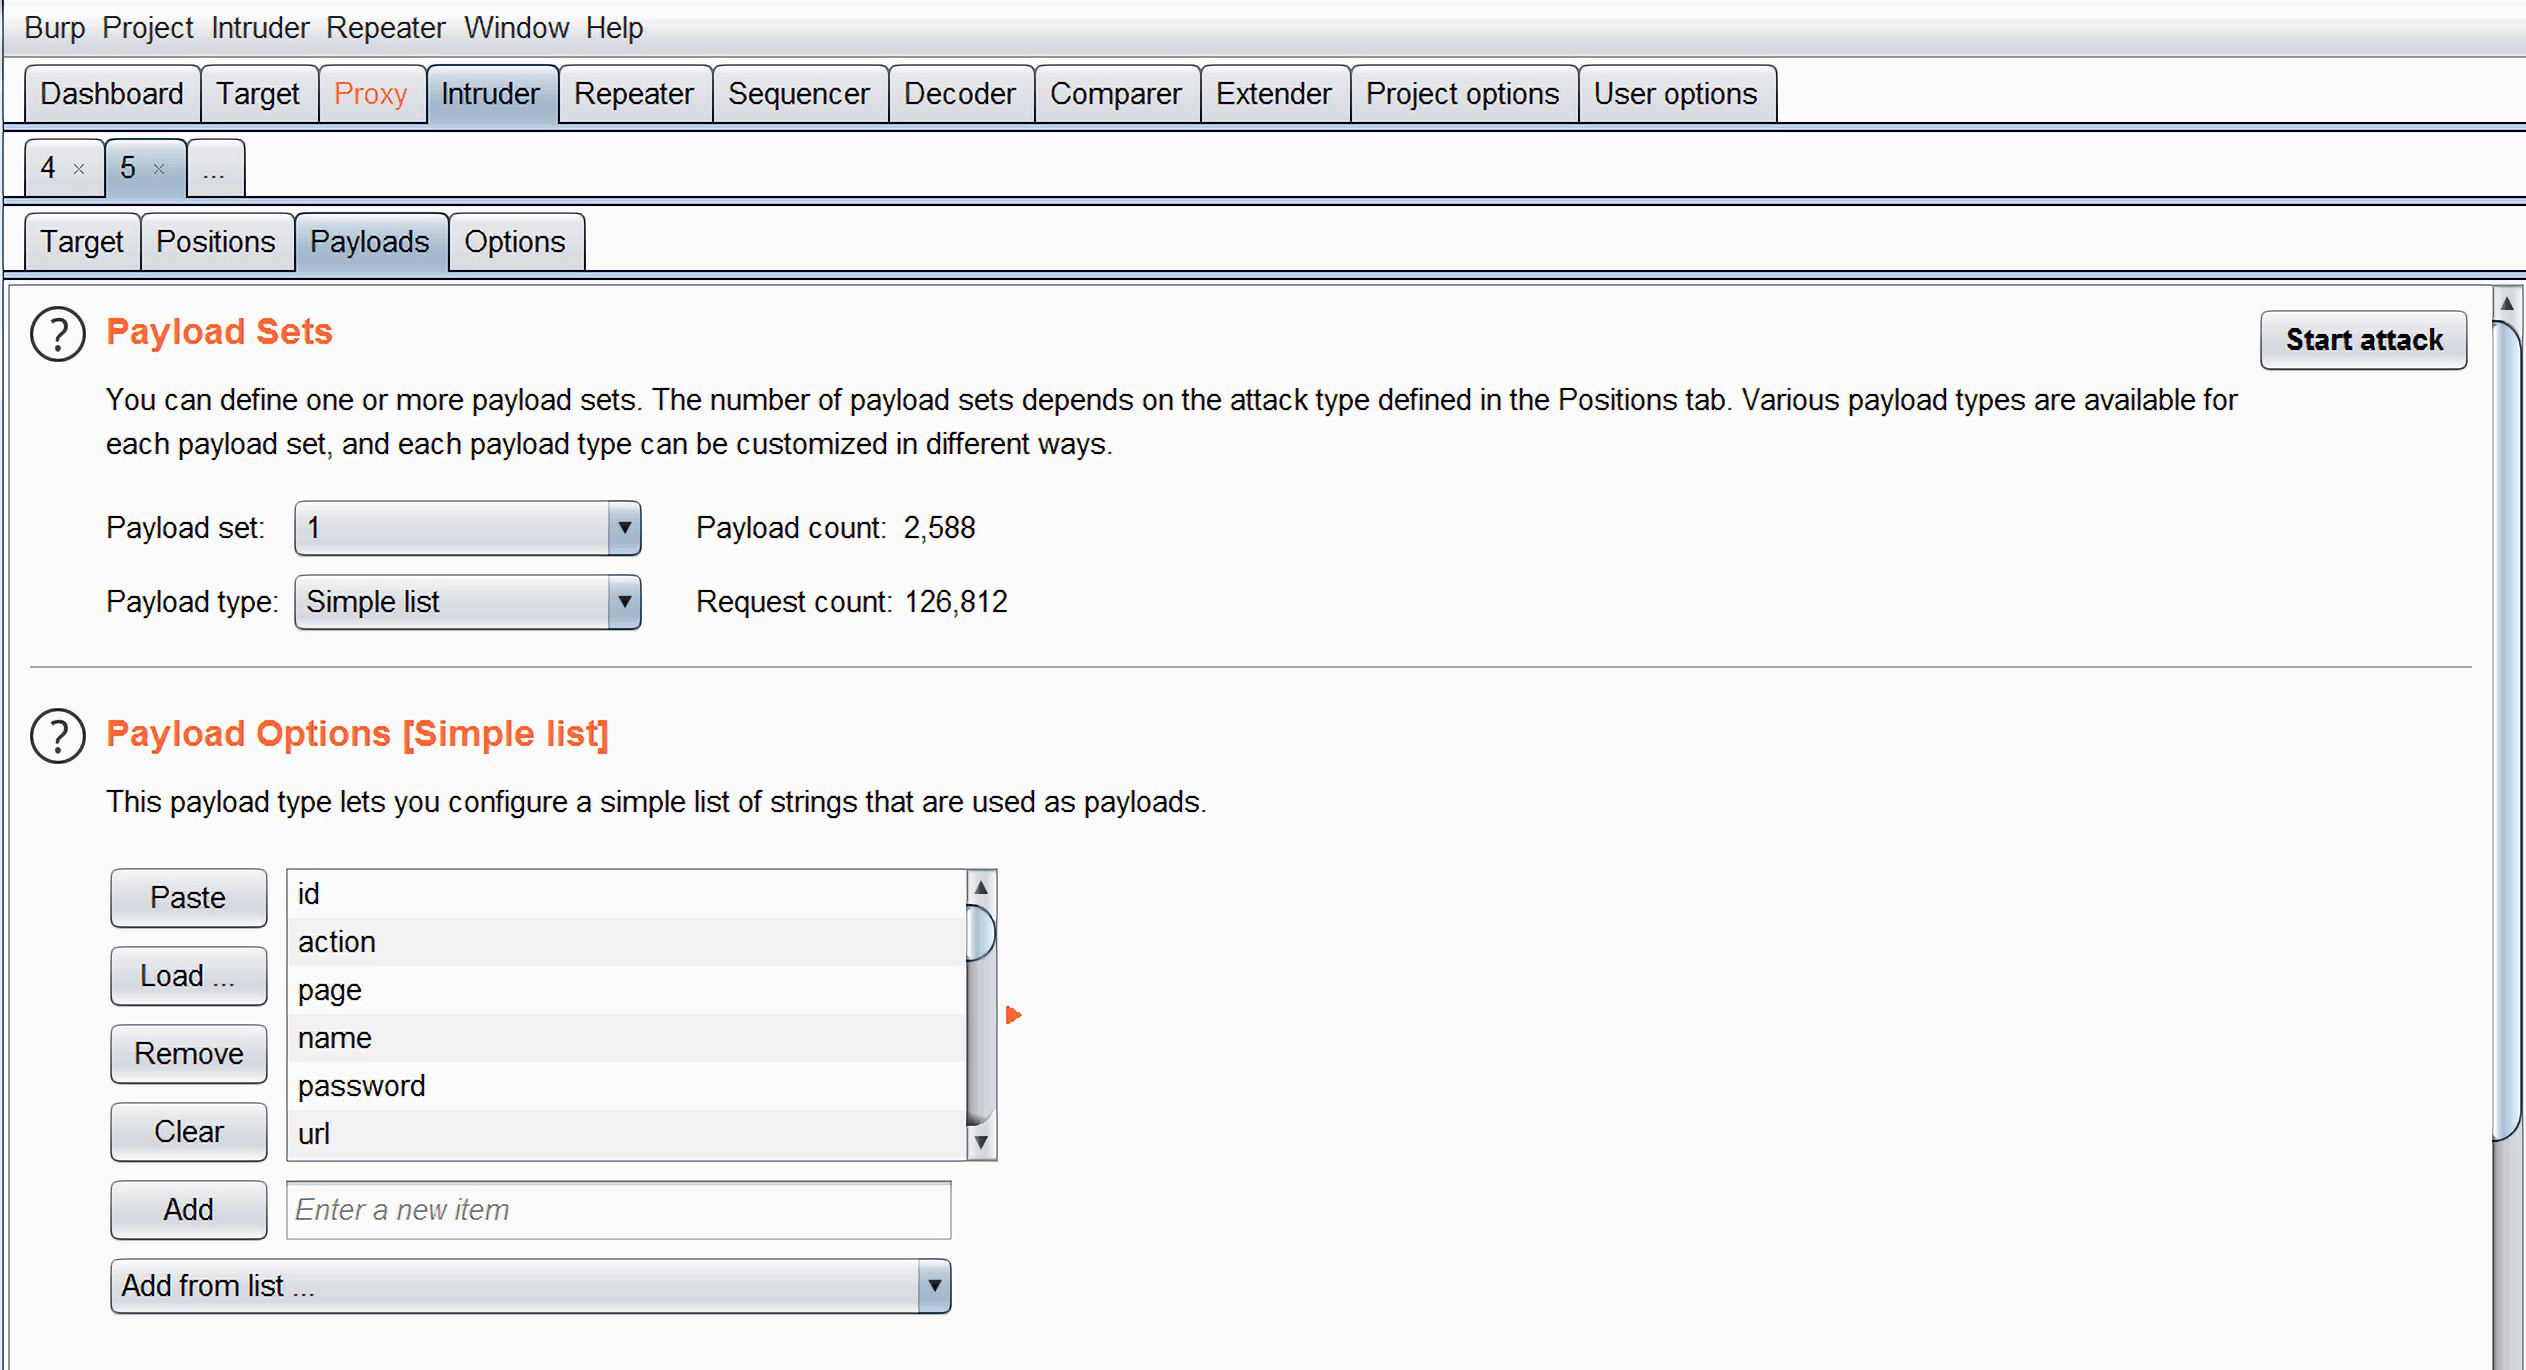 Burp Project Intruder Repeater Window Help
Dashboard Target Proxy Intruder Repeater Sequencer Decoder Comparer Extender Project options User options
4 × 5 × ...
Target Positions Payloads Options
? Payload Sets Start attack
You can define one or more payload sets. The number of payload sets depends on the attack type defined in the Positions tab. Various payload types are available for
each payload set, and each payload type can be customized in different ways.
Payload set: 1 Payload count: 2,588
Payload type: Simple list Request count: 126,812
? Payload Options [Simple list]
This payload type lets you configure a simple list of strings that are used as payloads.
Paste
Load ...
Remove
Clear
id
action
page
name
password
url
Add Enter a new item
Add from list ...